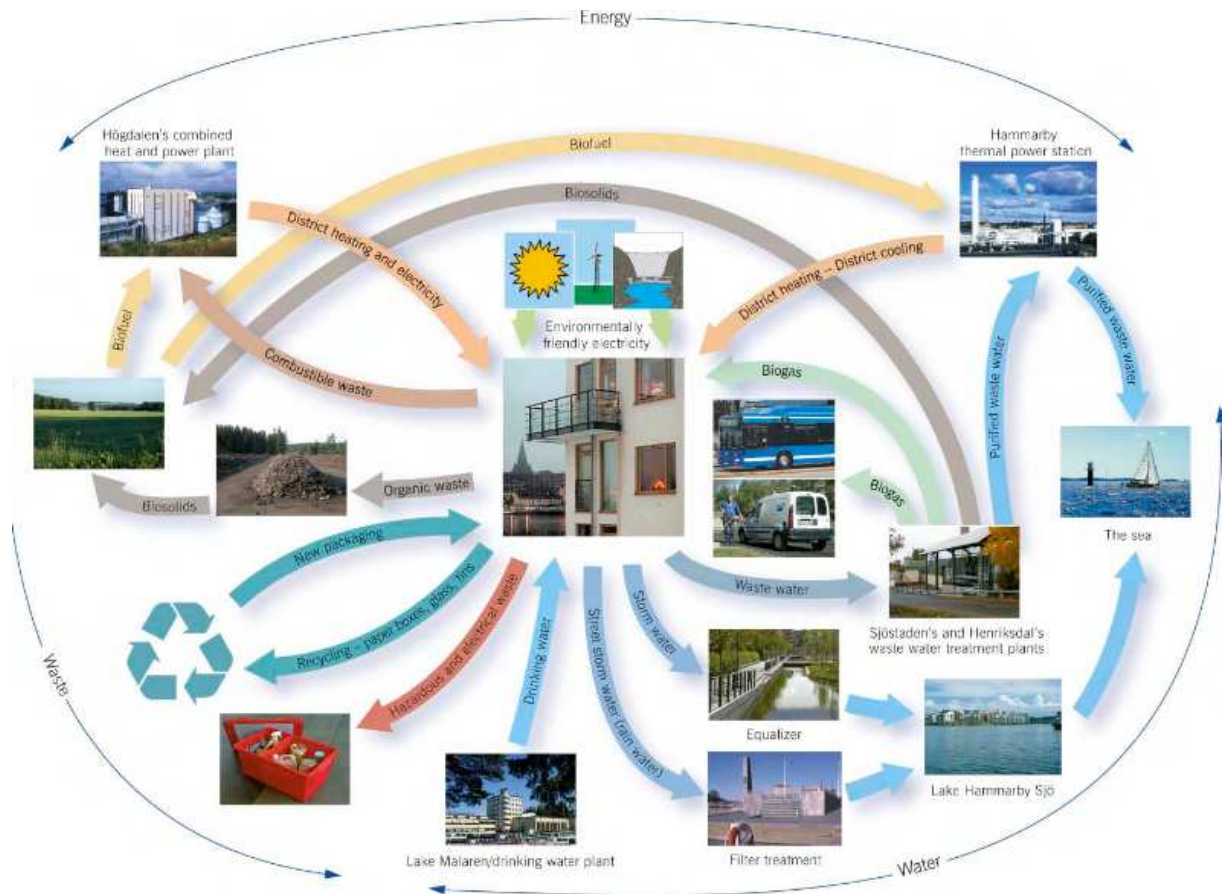 Energy
Högdalen's combined
heat and power plant
Hammarby
thermal power station
Biofuel
Biosolids
District heating and electricity
District heating – District cooling
Environmentally
friendly electricity
Biofuel
Combustible waste
Purified waste water
Purified waste water
Biogas
Biogas
Organic waste
Biosolids
The sea
New packaging
Waste water
Recycling – paper boxes, glass, tins
Hazardous and electrical waste
Drinking water
Street storm water (rain water)
Storm water
Sjöstaden's and Henriksdal's
waste water treatment plants
Waste
Equalizer
Lake Hammarby Sjö
Lake Malaren/drinking water plant
Filter treatment
Water